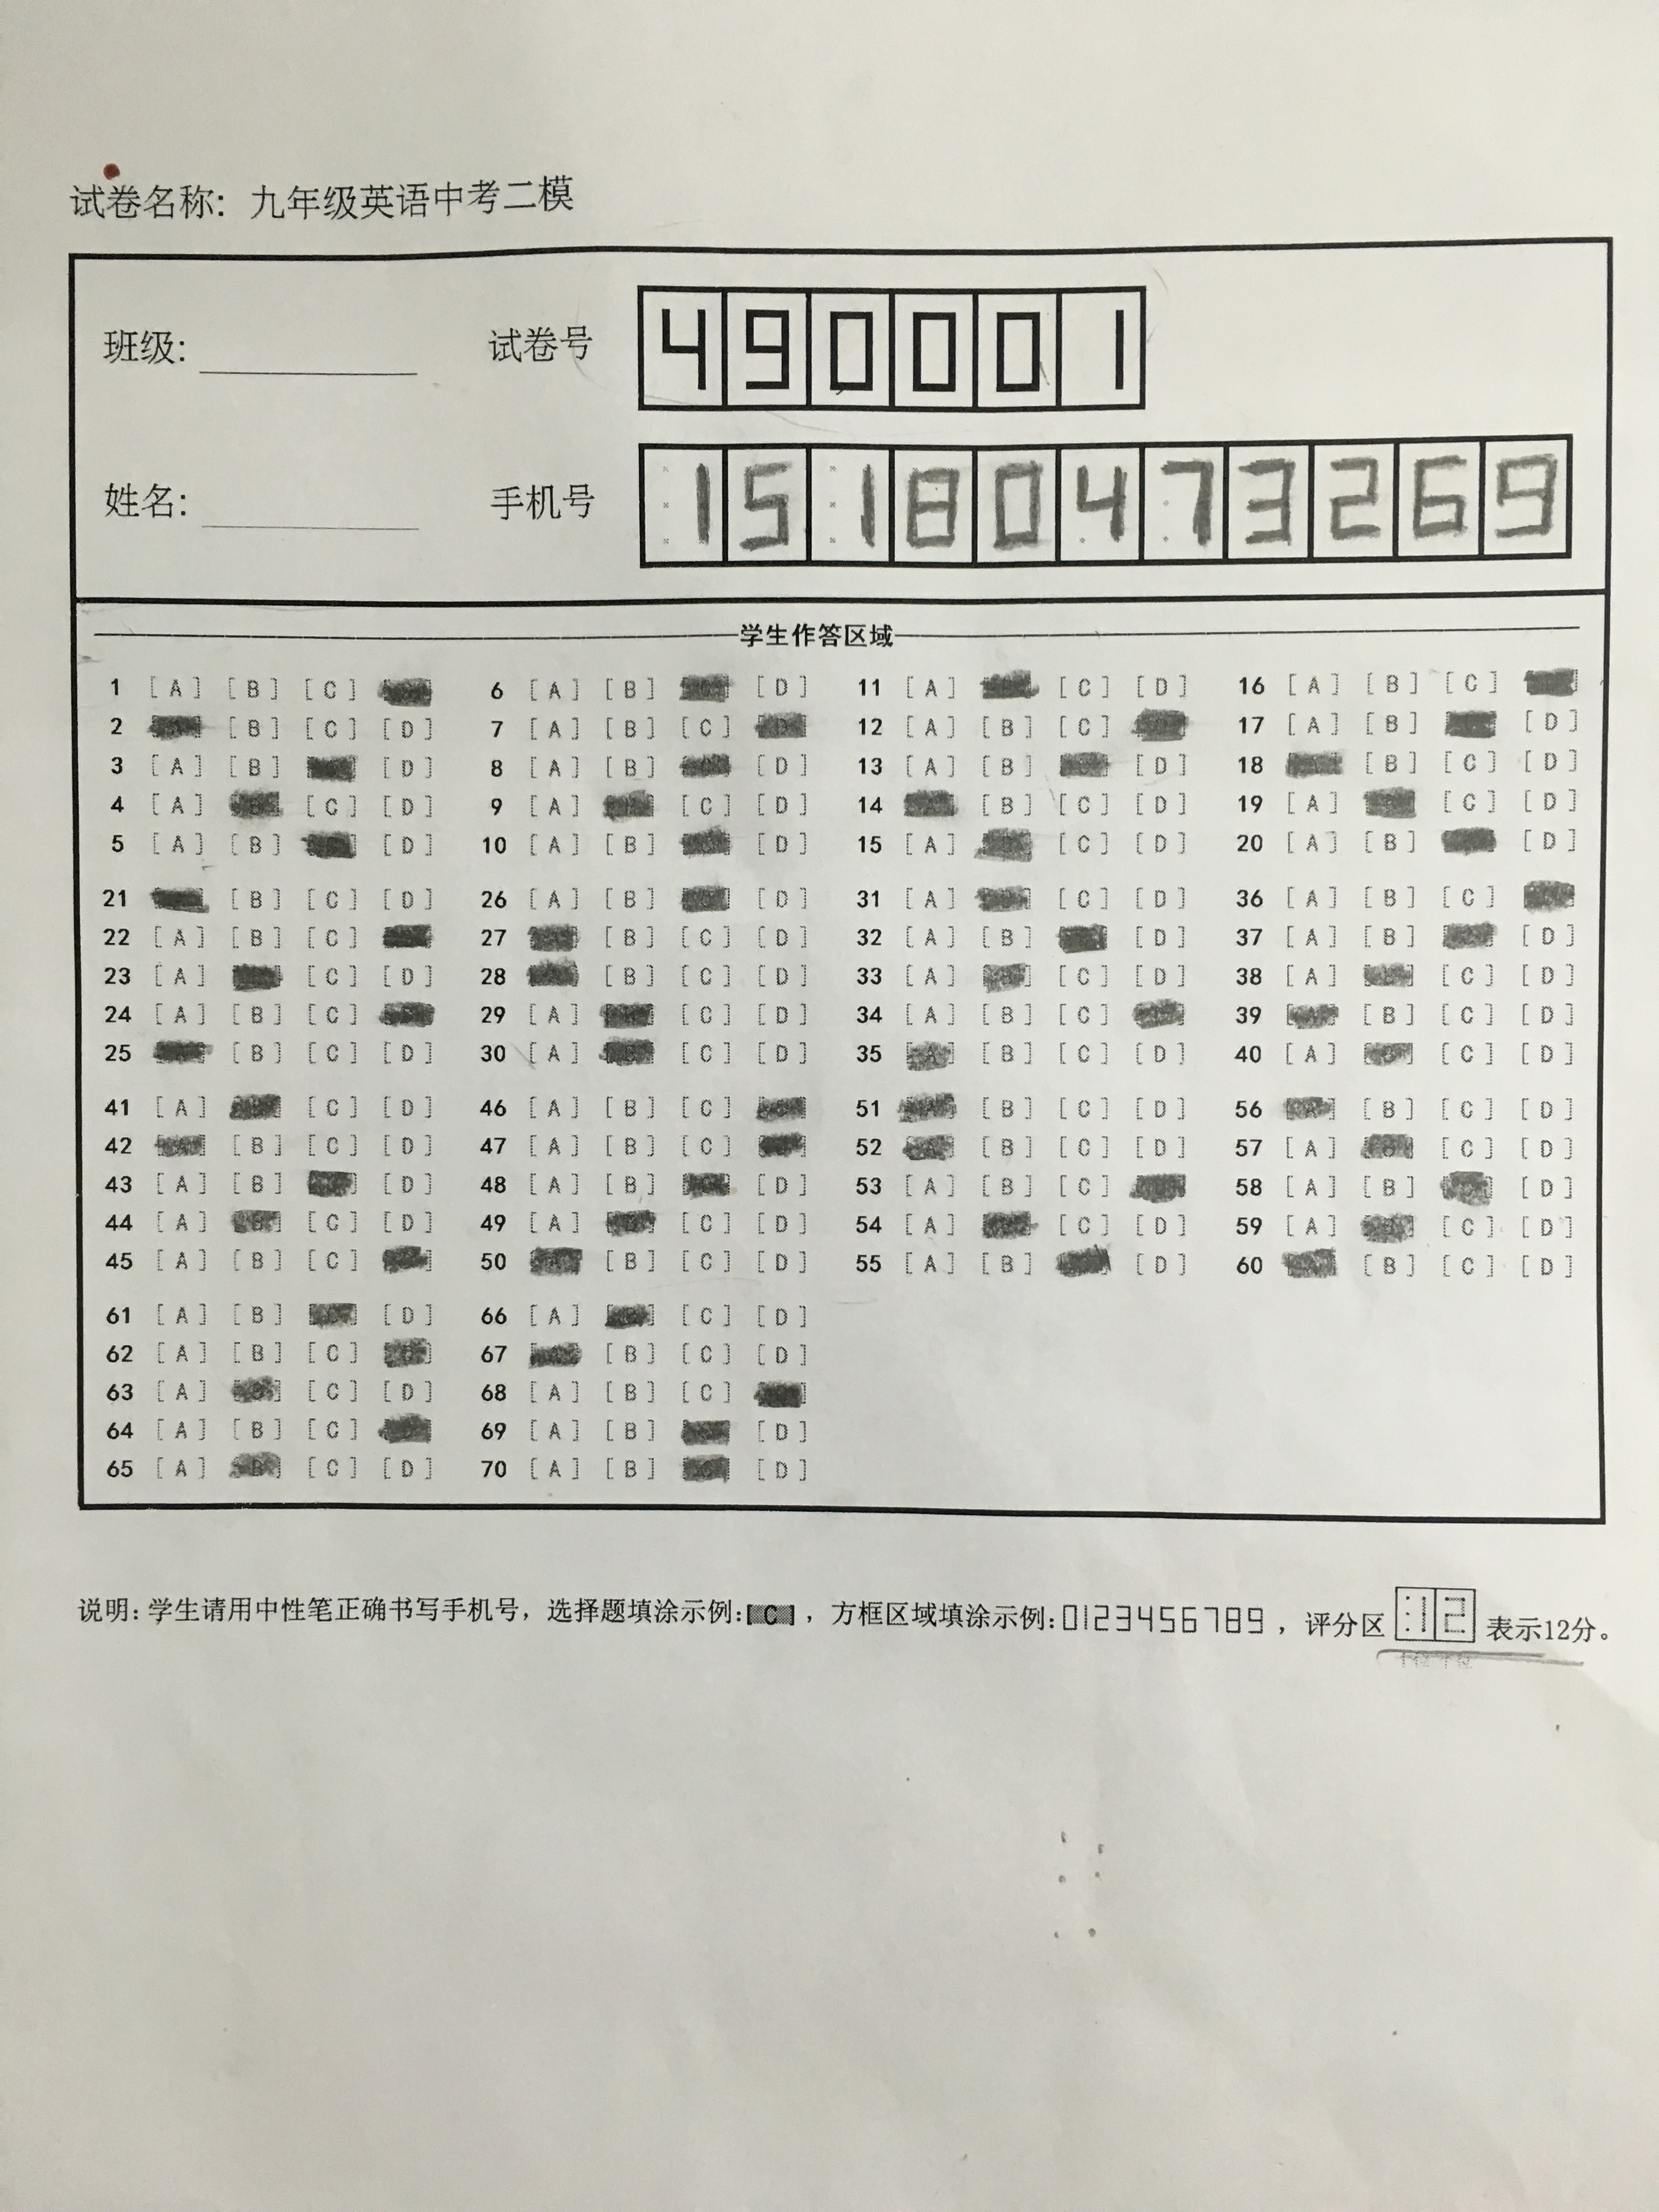 试卷名称: 九年级英语中考二模
班级: 试卷号 490001
姓名: 手机号 15180473269
学生作答区域
1 [A] [B] [C] 6 [A] [B] [D] 11 [A] [C] [D] 16 [A] [B] [C]
2 [B] [C] [D] 7 [A] [B] [C] [D] 12 [A] [B] [C] 17 [A] [B] [D]
3 [A] [B] [D] 8 [A] [B] [D] 13 [A] [B] [D] 18 [B] [C] [D]
4 [A] [C] [D] 9 [A] [C] [D] 14 [B] [C] [D] 19 [A] [C] [D]
5 [A] [B] [D] 10 [A] [B] [D] 15 [A] [C] [D] 20 [A] [B] [D]
21 [B] [C] [D] 26 [A] [B] [D] 31 [A] [C] [D] 36 [A] [B] [C]
22 [A] [B] [C] 27 [B] [C] [D] 32 [A] [B] [D] 37 [A] [B] [D]
23 [A] [C] [D] 28 [B] [C] [D] 33 [A] [C] [D] 38 [A] [C] [D]
24 [A] [B] [C] 29 [A] [C] [D] 34 [A] [B] [C] 39 [A] [B] [C] [D]
25 [B] [C] [D] 30 [A] [C] [D] 35 [A] [B] [C] [D] 40 [A] [C] [D]
41 [A] [C] [D] 46 [A] [B] [C] 51 [A] [B] [C] [D] 56 [A] [B] [C] [D]
42 [B] [C] [D] 47 [A] [B] [C] 52 [B] [C] [D] 57 [A] [C] [D]
43 [A] [B] [D] 48 [A] [B] [D] 53 [A] [B] [C] 58 [A] [B] [D]
44 [A] [B] [C] [D] 49 [A] [C] [D] 54 [A] [C] [D] 59 [A] [C] [D]
45 [A] [B] [C] 50 [B] [C] [D] 55 [A] [B] [D] 60 [B] [C] [D]
61 [A] [B] [D] 66 [A] [C] [D]
62 [A] [B] [C] 67 [B] [C] [D]
63 [A] [C] [D] 68 [A] [B] [C]
64 [A] [B] [C] 69 [A] [B] [D]
65 [A] [B] [C] [D] 70 [A] [B] [D]
说明: 学生请用中性笔正确书写手机号，选择题填涂示例: [C] ，方框区域填涂示例: 0123456789 ，评分区 12 表示12分。